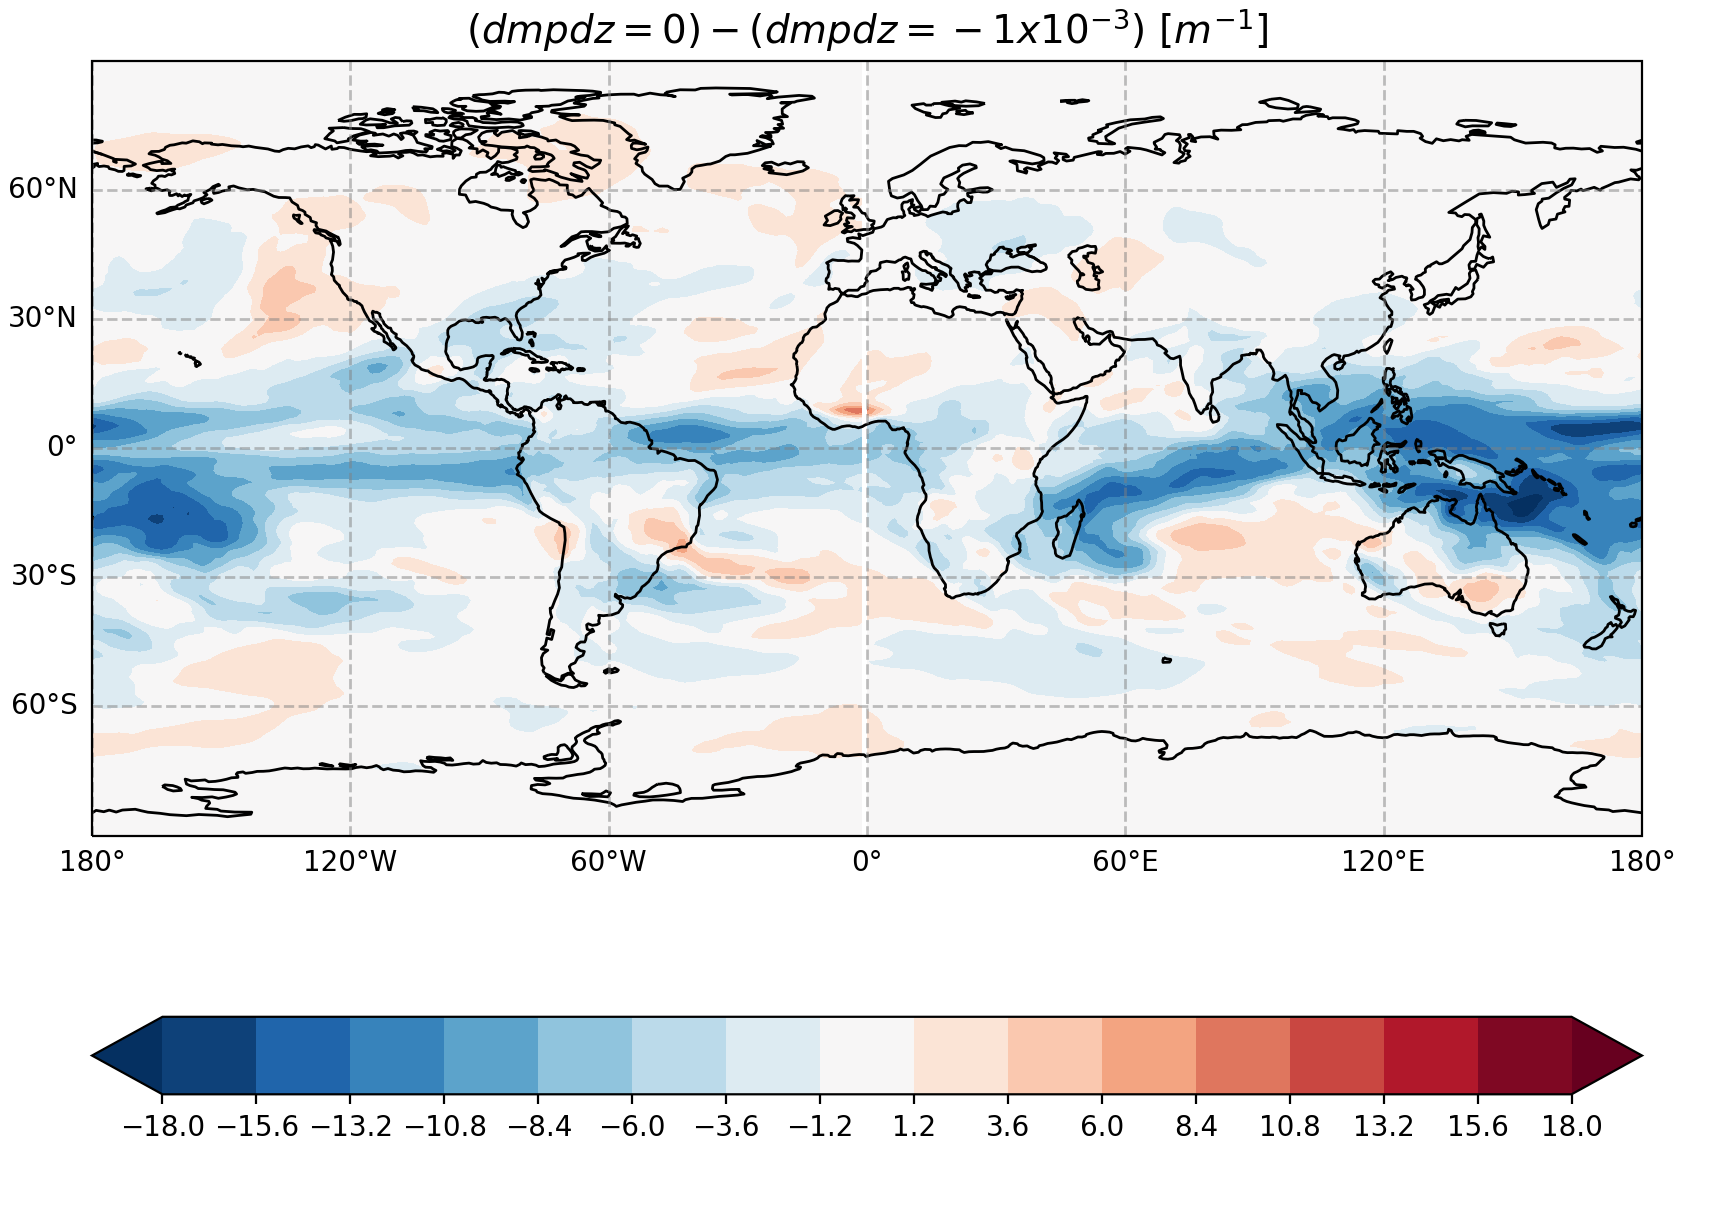 (dmpdz = 0) − (dmpdz = −1x10⁻³) [m⁻¹]
60°N
30°N
0°
30°S
60°S
180° 120°W 60°W 0° 60°E 120°E 180°
−18.0 −15.6 −13.2 −10.8 −8.4 −6.0 −3.6 −1.2 1.2 3.6 6.0 8.4 10.8 13.2 15.6 18.0